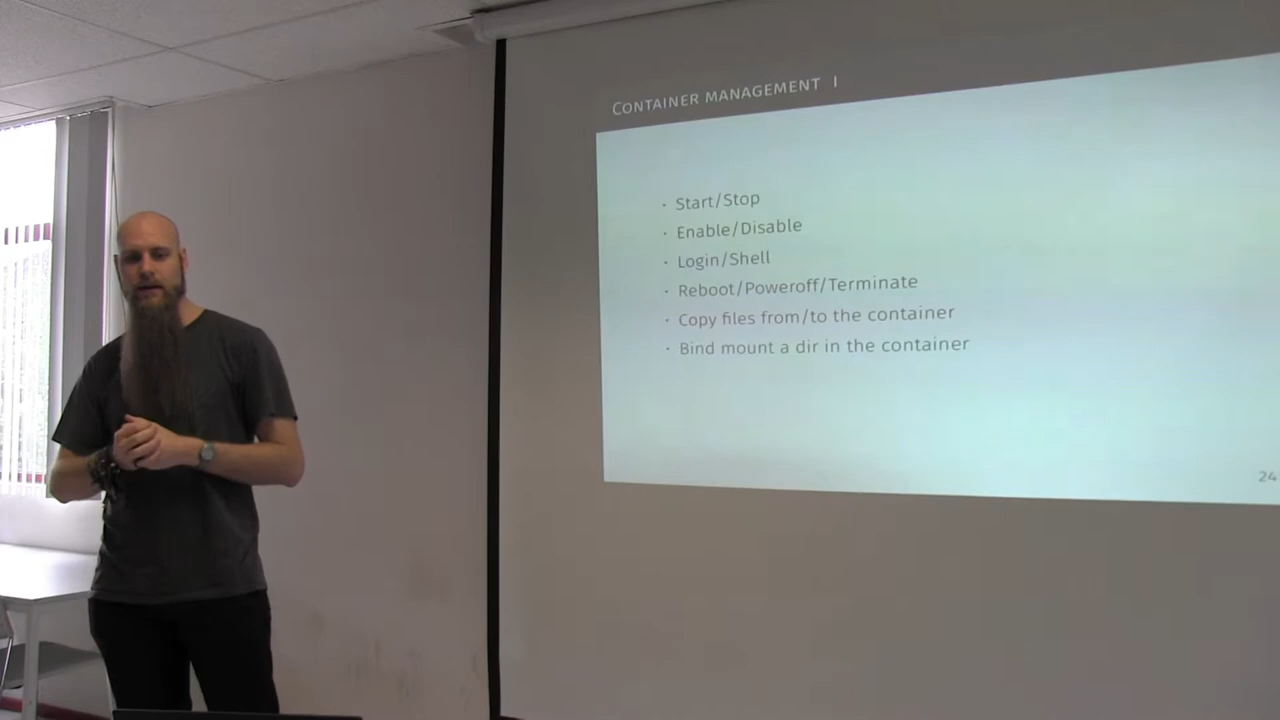 CONTAINER MANAGEMENT I
· Start/Stop
· Enable/Disable
· Login/Shell
· Reboot/Poweroff/Terminate
· Copy files from/to the container
· Bind mount a dir in the container
24